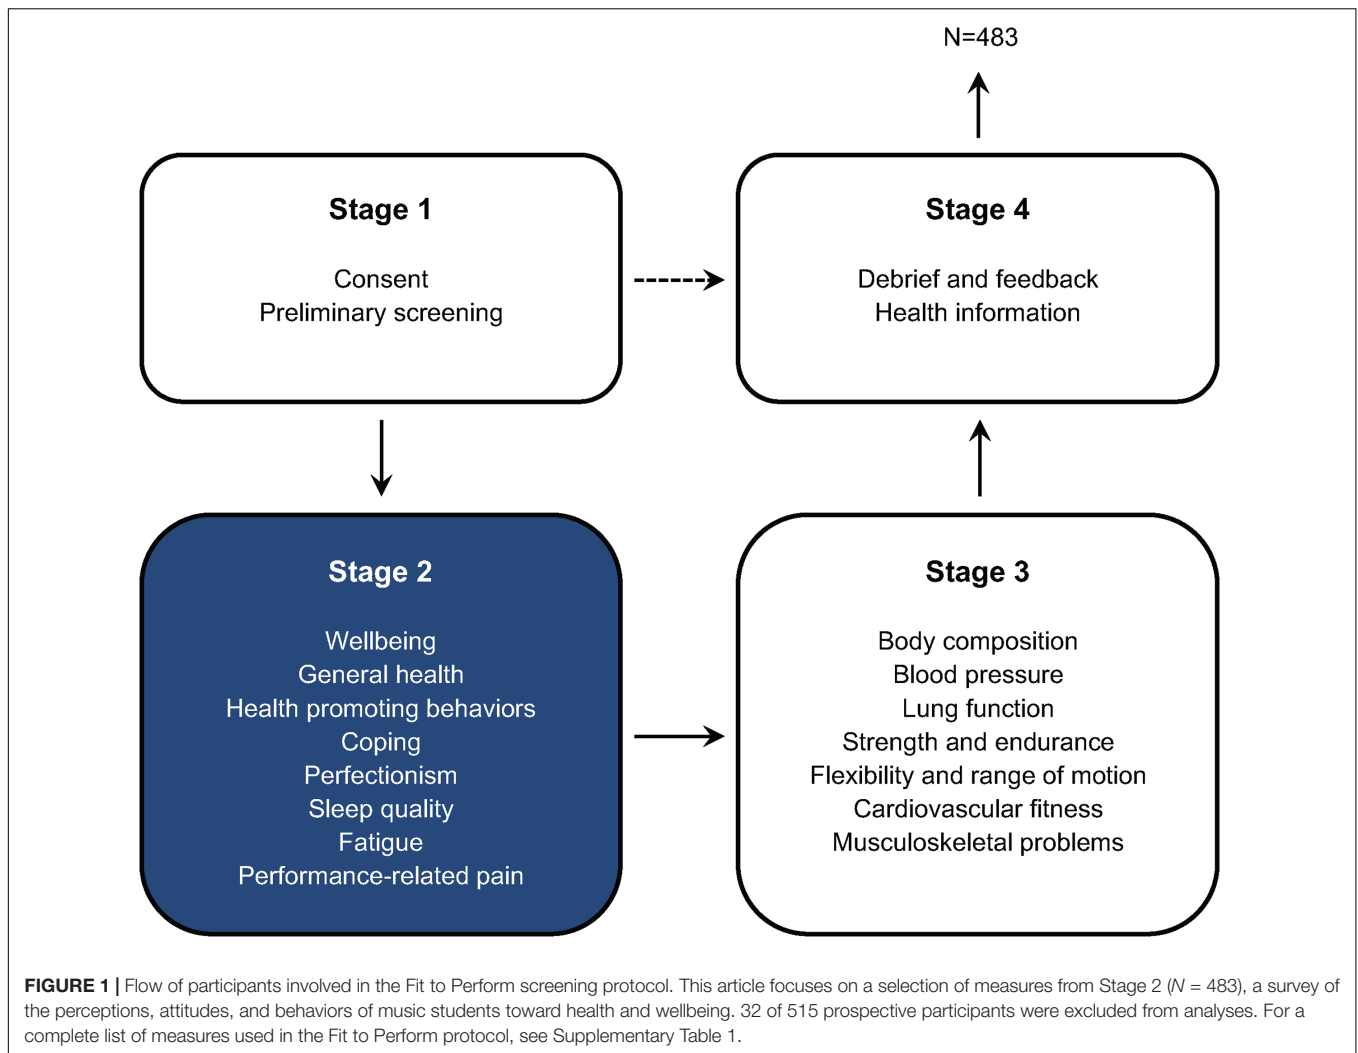 N=483
Stage 1
Consent
Preliminary screening
Stage 4
Debrief and feedback
Health information
Stage 2
Wellbeing
General health
Health promoting behaviors
Coping
Perfectionism
Sleep quality
Fatigue
Performance-related pain
Stage 3
Body composition
Blood pressure
Lung function
Strength and endurance
Flexibility and range of motion
Cardiovascular fitness
Musculoskeletal problems
FIGURE 1 | Flow of participants involved in the Fit to Perform screening protocol. This article focuses on a selection of measures from Stage 2 (N = 483), a survey of
the perceptions, attitudes, and behaviors of music students toward health and wellbeing. 32 of 515 prospective participants were excluded from analyses. For a
complete list of measures used in the Fit to Perform protocol, see Supplementary Table 1.